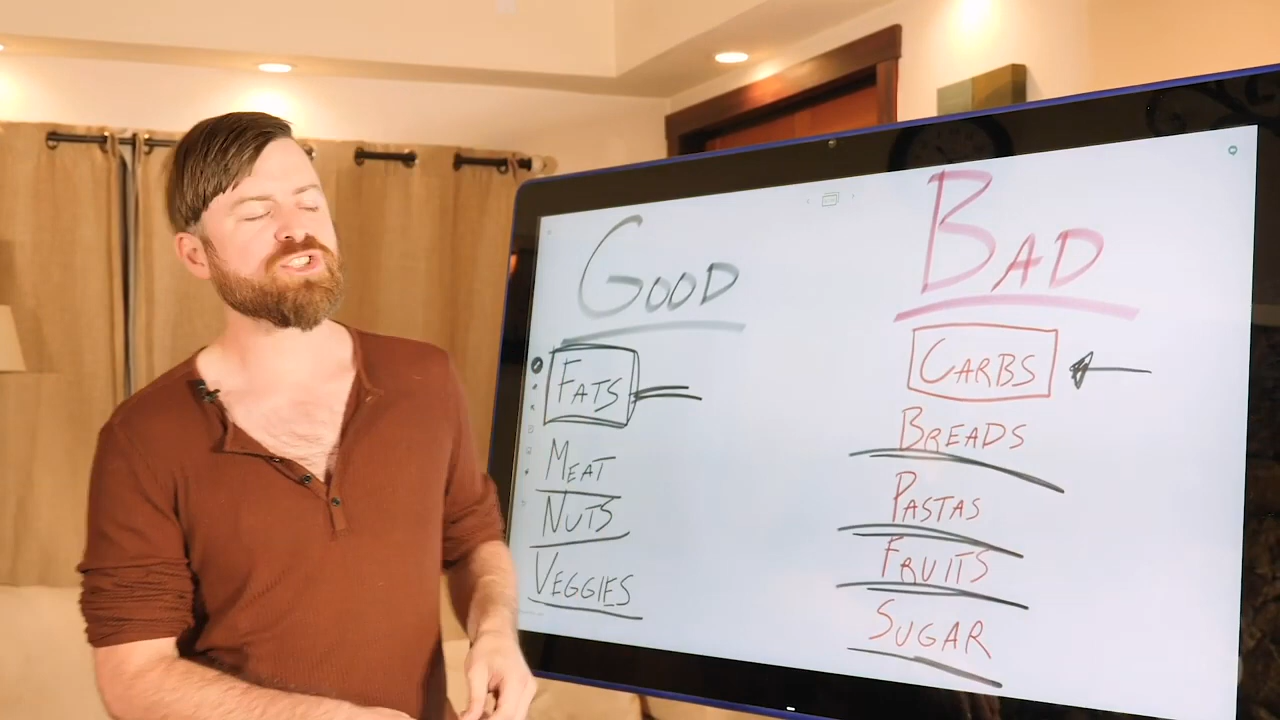 GOOD
FATS
MEAT
NUTS
VEGGIES
BAD
CARBS
BREADS
PASTAS
FRUITS
SUGAR